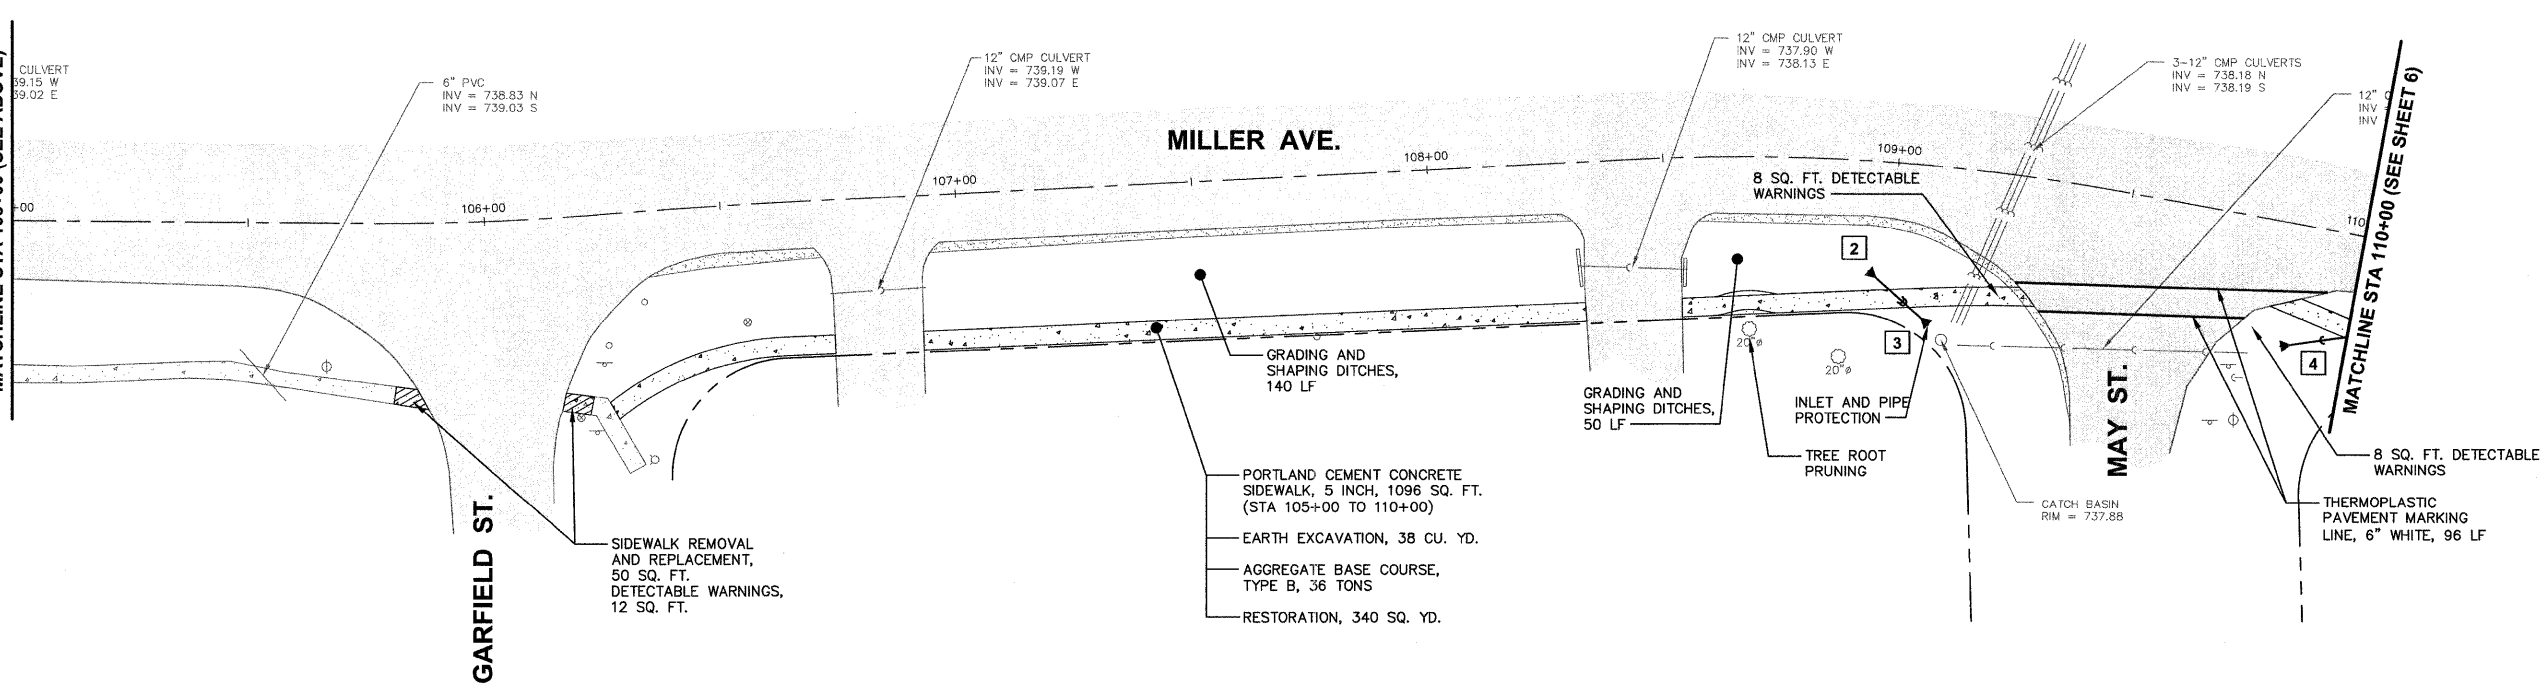 CULVERT
39.15 W
39.02 E
6" PVC
INV = 738.83 N
INV = 739.03 S
12" CMP CULVERT
INV = 739.19 W
INV = 739.07 E
12" CMP CULVERT
INV = 737.90 W
INV = 738.13 E
3~12" CMP CULVERTS
INV = 738.18 N
INV = 738.19 S
12"
INV
INV
MILLER AVE.
+00
106+00
107+00
108+00
109+00
110
8 SQ. FT. DETECTABLE
WARNINGS
2
3
4
20"ø
20"ø
MATCHLINE STA 110+00 (SEE SHEET 6)
GRADING AND
SHAPING DITCHES,
140 LF
GRADING AND
SHAPING DITCHES,
50 LF
INLET AND PIPE
PROTECTION
TREE ROOT
PRUNING
MAY ST.
8 SQ. FT. DETECTABLE
WARNINGS
CATCH BASIN
RIM = 737.88
THERMOPLASTIC
PAVEMENT MARKING
LINE, 6" WHITE, 96 LF
PORTLAND CEMENT CONCRETE
SIDEWALK, 5 INCH, 1096 SQ. FT.
(STA 105+00 TO 110+00)
EARTH EXCAVATION, 38 CU. YD.
AGGREGATE BASE COURSE,
TYPE B, 36 TONS
RESTORATION, 340 SQ. YD.
GARFIELD ST.
SIDEWALK REMOVAL
AND REPLACEMENT,
50 SQ. FT.
DETECTABLE WARNINGS,
12 SQ. FT.